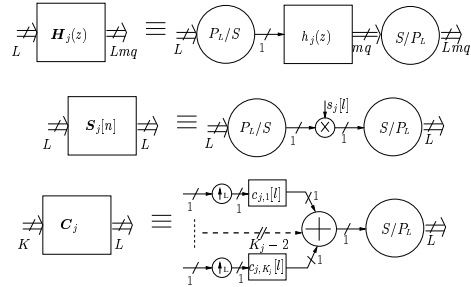 H_j(z) ≡ P_L/S h_j(z) S/P_L
L Lmq L 1 mq Lmq
S_j[n] ≡ P_L/S × s_j[l] S/P_L
L L L 1 1 L
C_j ≡ ↑L c_{j,1}[l] + S/P_L
K L 1 1 1 1 L
K_j − 2
↑L c_{j,K_j}[l]
1 1 1